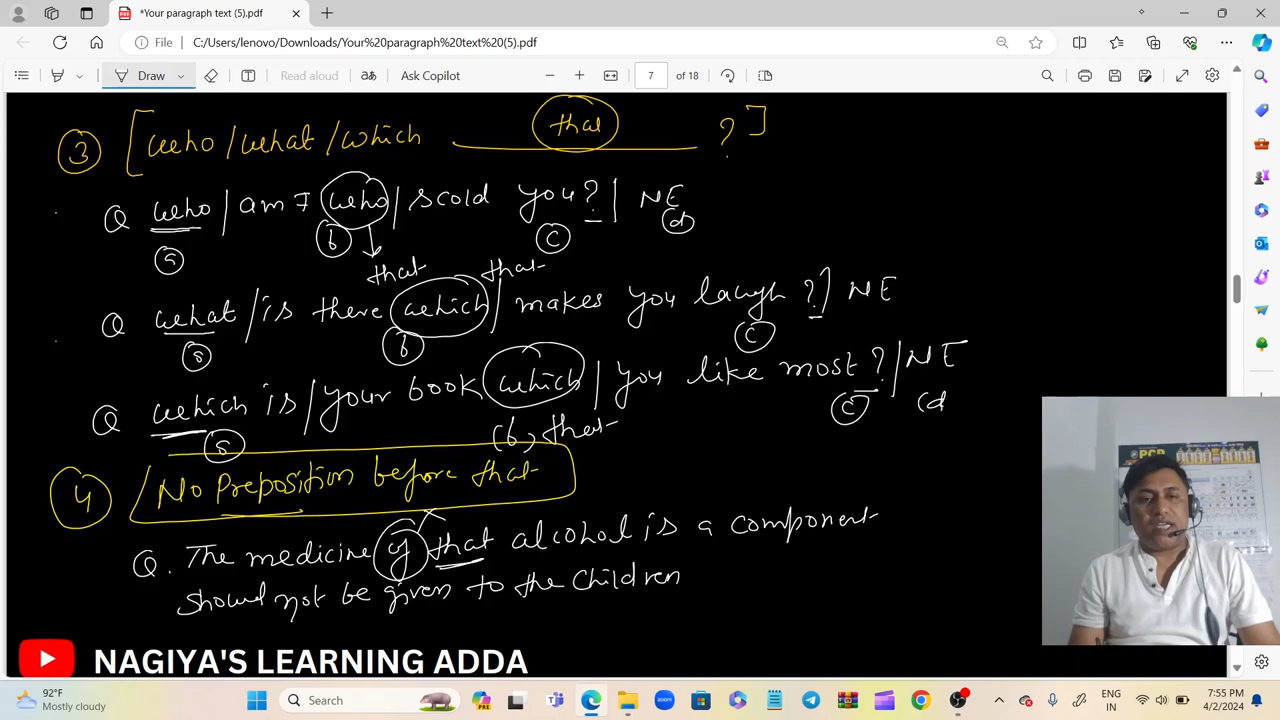 *Your paragraph text (5).pdf
File C:/Users/lenovo/Downloads/Your%20paragraph%20text%20(5).pdf
Draw Read aloud Ask Copilot 7 of 18
③ [who/what/which that ?]
Q who/am I who/scold you?/NE
(a) (b) (c) (d)
that that
Q what/is there which/makes you laugh?/NE
(a) (b) (c)
Q which is/your book which/you like most?/NE
(a) (b) that (c) (d
④ No Preposition before that
Q. The medicine of that alcohol is a component
should not be given to the children
PCR
NAGIYA'S LEARNING ADDA
92°F
Mostly cloudy
Search
PRE
zoom
ENG
IN
7:55 PM
4/2/2024